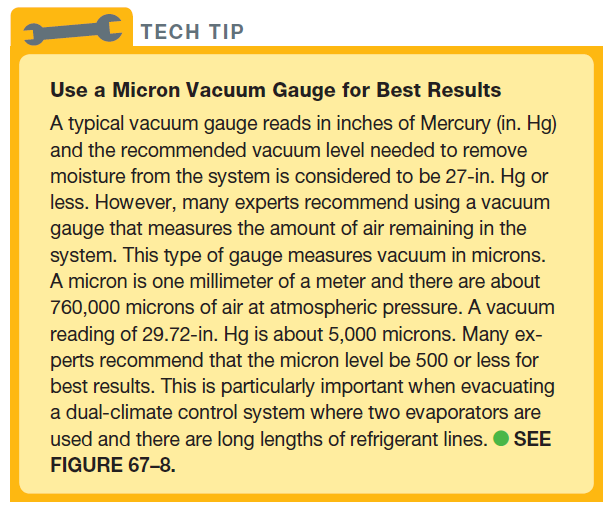 TECH TIP
Use a Micron Vacuum Gauge for Best Results
A typical vacuum gauge reads in inches of Mercury (in. Hg)
and the recommended vacuum level needed to remove
moisture from the system is considered to be 27-in. Hg or
less. However, many experts recommend using a vacuum
gauge that measures the amount of air remaining in the
system. This type of gauge measures vacuum in microns.
A micron is one millimeter of a meter and there are about
760,000 microns of air at atmospheric pressure. A vacuum
reading of 29.72-in. Hg is about 5,000 microns. Many ex-
perts recommend that the micron level be 500 or less for
best results. This is particularly important when evacuating
a dual-climate control system where two evaporators are
used and there are long lengths of refrigerant lines. ● SEE
FIGURE 67–8.